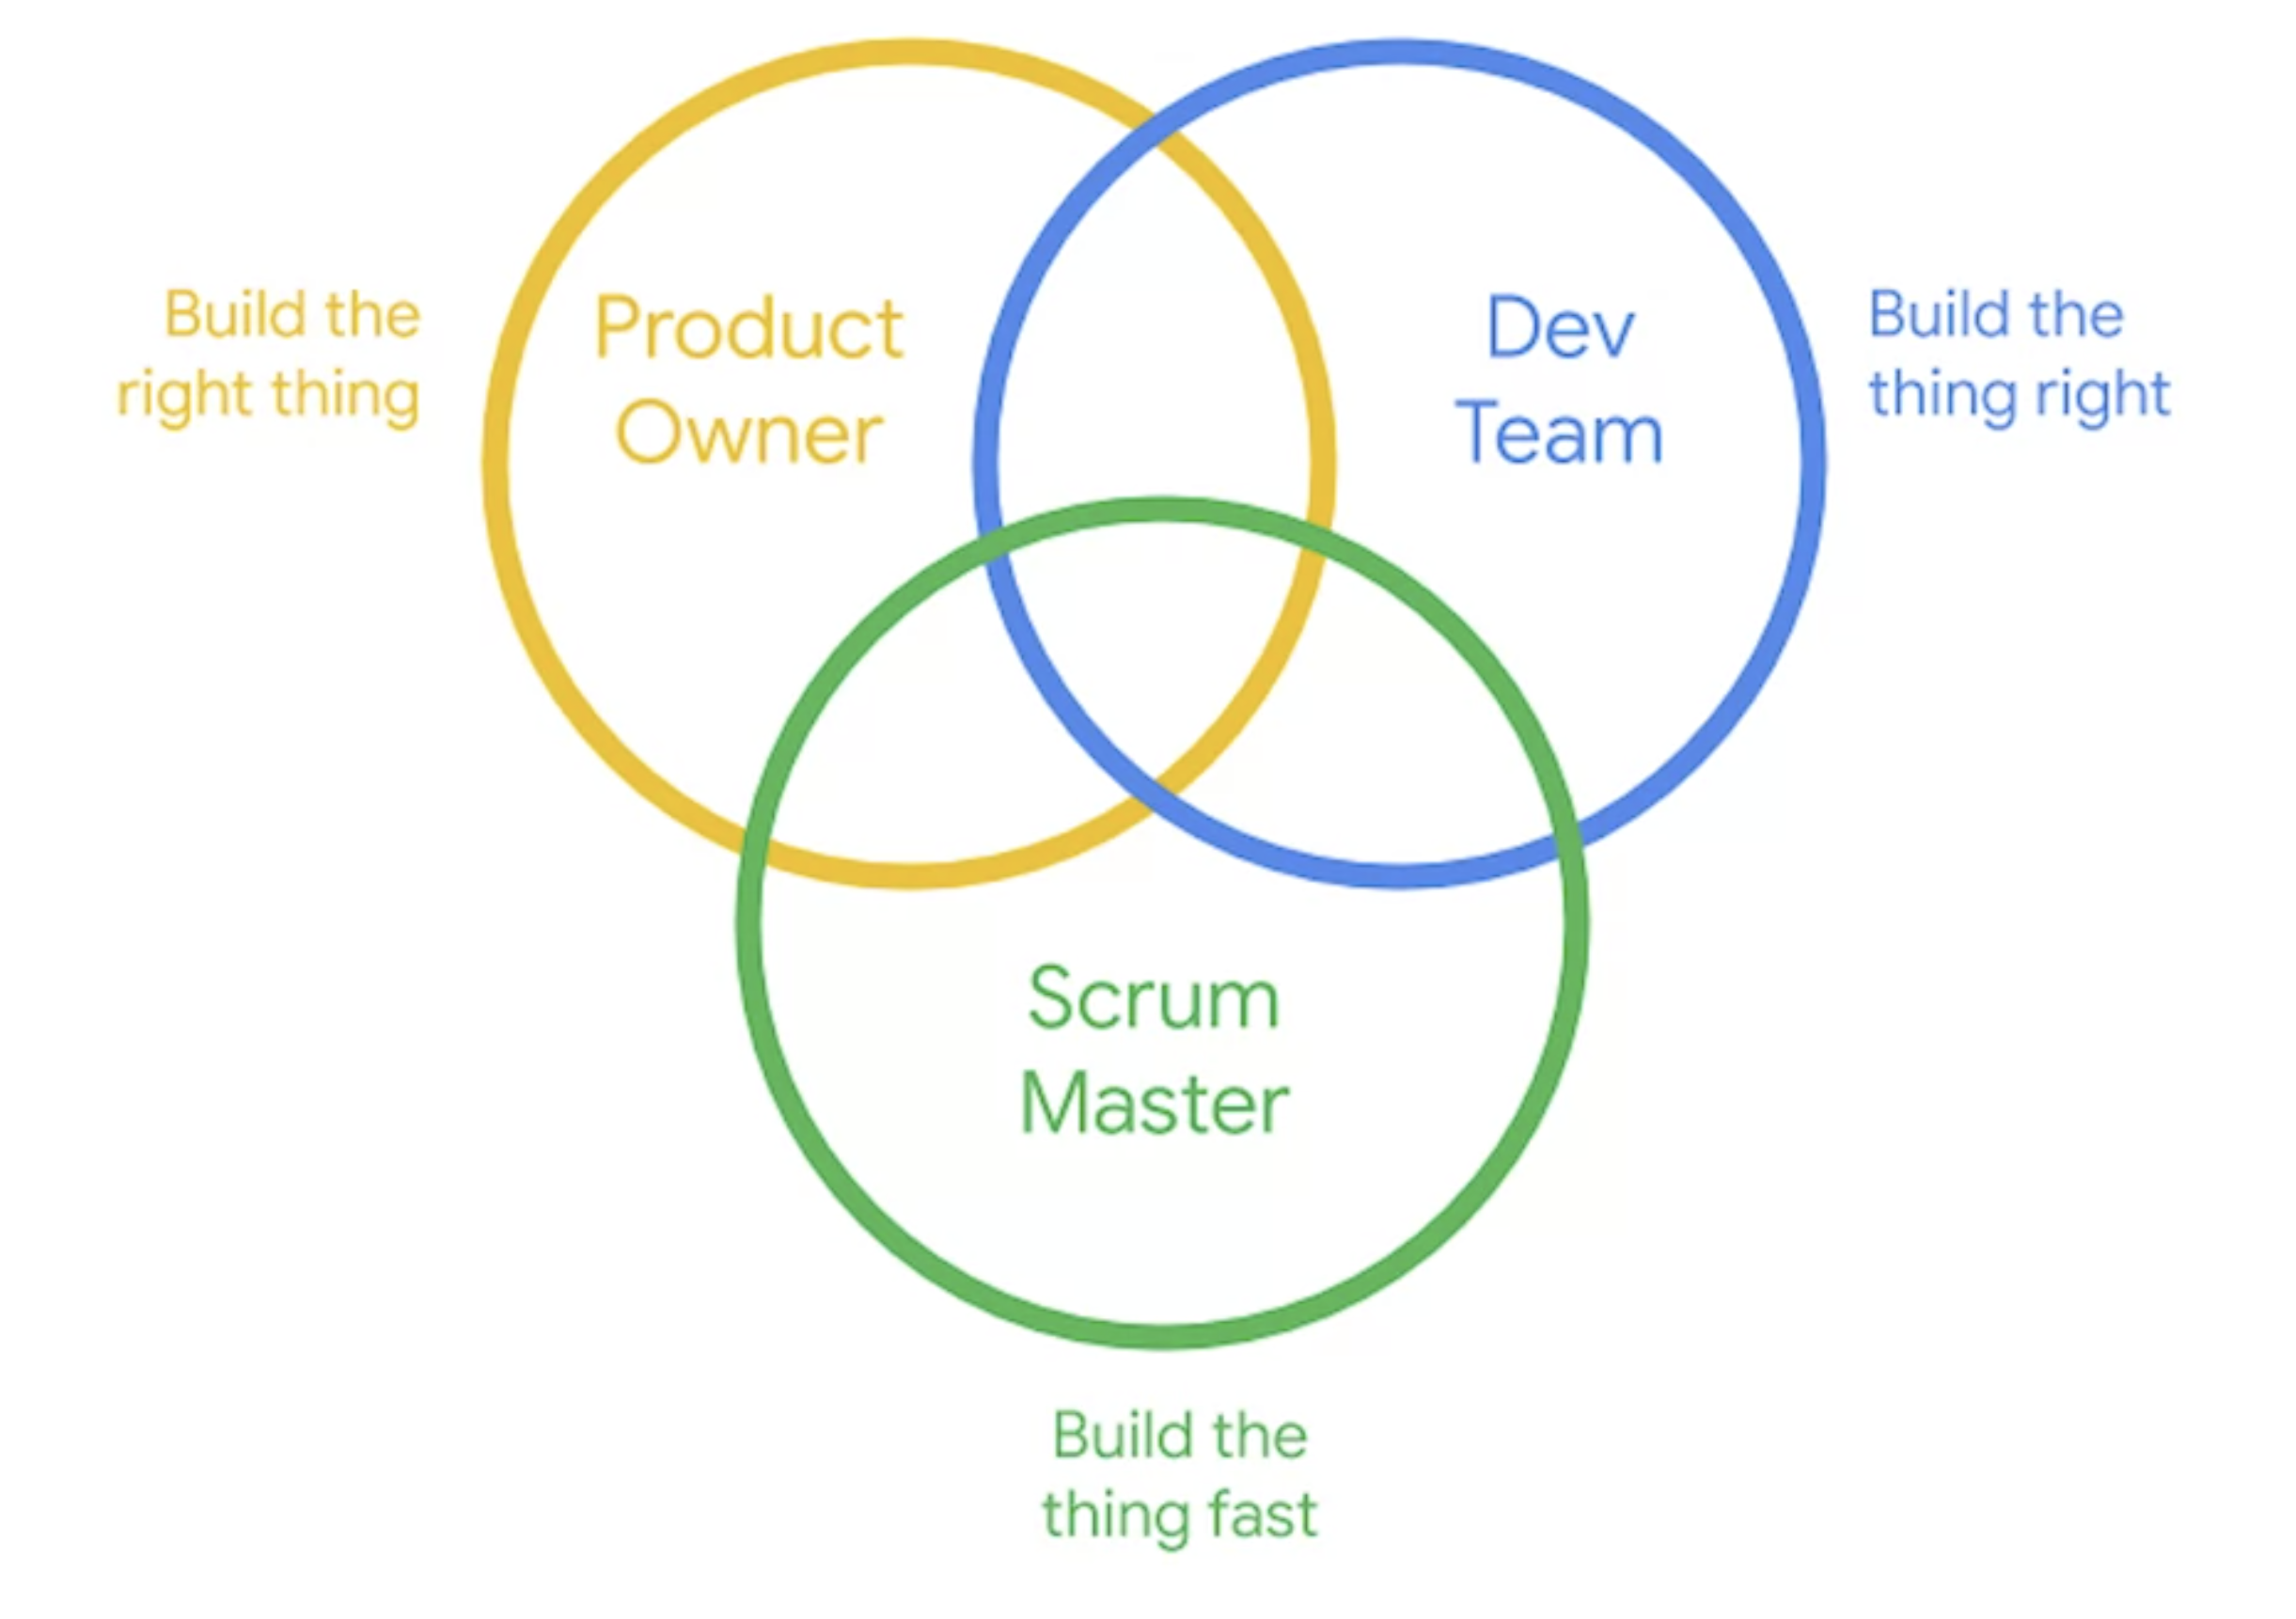 Build the
right thing
Product
Owner
Dev
Team
Build the
thing right
Scrum
Master
Build the
thing fast